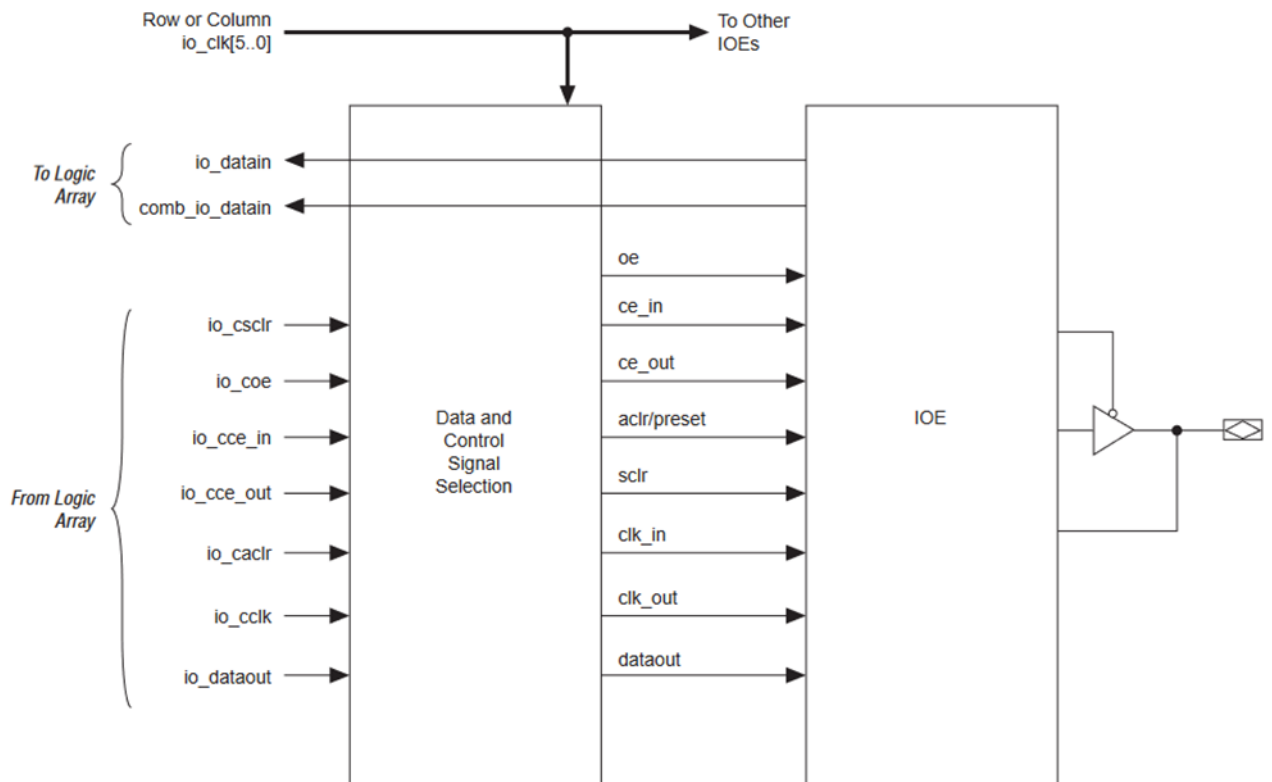 Row or Column
io_clk[5..0]
To Other
IOEs
To Logic
Array
io_datain
comb_io_datain
oe
ce_in
ce_out
aclr/preset
sclr
clk_in
clk_out
dataout
From Logic
Array
io_csclr
io_coe
io_cce_in
io_cce_out
io_caclr
io_cclk
io_dataout
Data and
Control
Signal
Selection
IOE